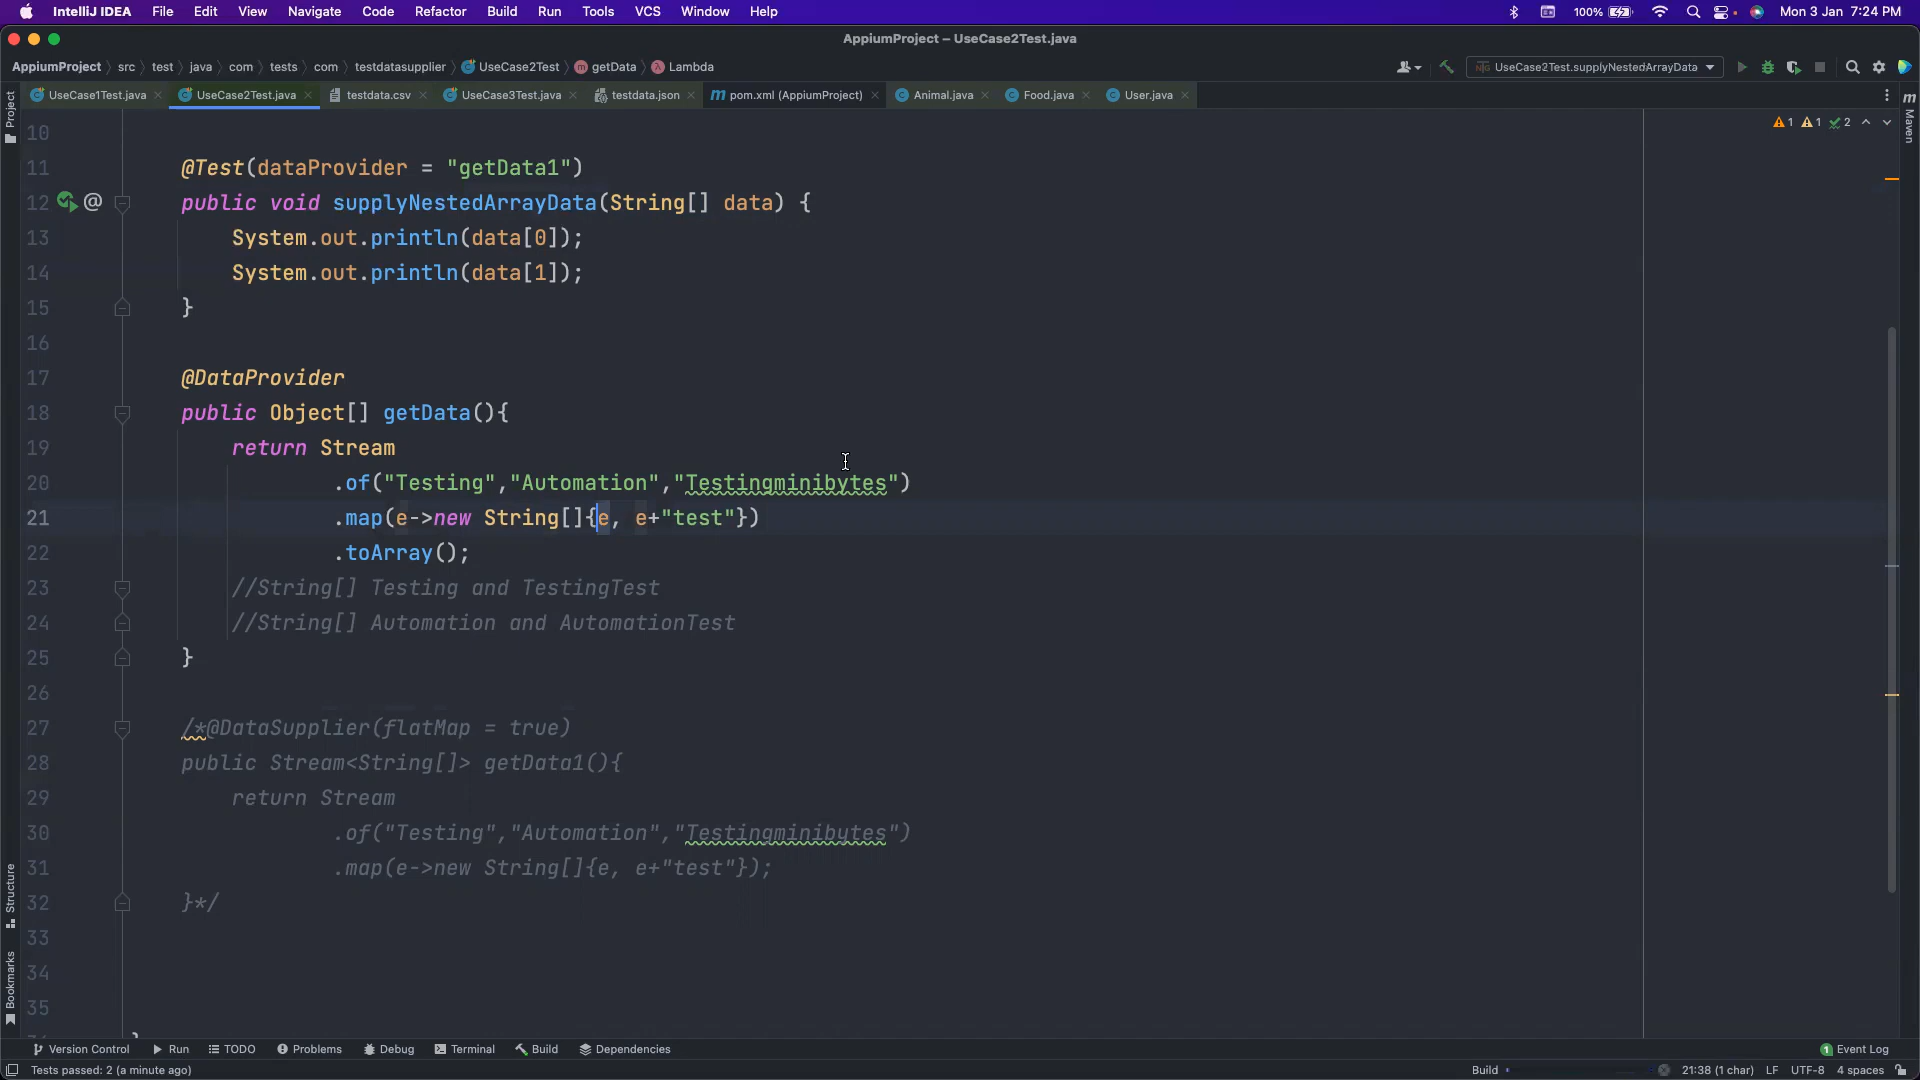 IntelliJ IDEA File Edit View Navigate Code Refactor Build Run Tools VCS Window Help 100% Mon 3 Jan 7:24 PM
AppiumProject – UseCase2Test.java
AppiumProject src test java com tests com testdatasupplier UseCase2Test getData Lambda UseCase2Test.supplyNestedArrayData
UseCase1Test.java UseCase2Test.java testdata.csv UseCase3Test.java testdata.json pom.xml (AppiumProject) Animal.java Food.java User.java
Project
Maven
1 1 2
10
11 @Test(dataProvider = "getData1")
12 public void supplyNestedArrayData(String[] data) {
13 System.out.println(data[0]);
14 System.out.println(data[1]);
15 }
16
17 @DataProvider
18 public Object[] getData(){
19 return Stream
20 .of("Testing","Automation","Testingminibytes")
21 .map(e->new String[]{e, e+"test"})
22 .toArray();
23 //String[] Testing and TestingTest
24 //String[] Automation and AutomationTest
25 }
26
27 /*@DataSupplier(flatMap = true)
28 public Stream<String[]> getData1(){
29 return Stream
30 .of("Testing","Automation","Testingminibytes")
31 .map(e->new String[]{e, e+"test"});
32 }*/
33
34
35
Structure
Bookmarks
Version Control Run TODO Problems Debug Terminal Build Dependencies 1 Event Log
Tests passed: 2 (a minute ago) Build 21:38 (1 char) LF UTF-8 4 spaces